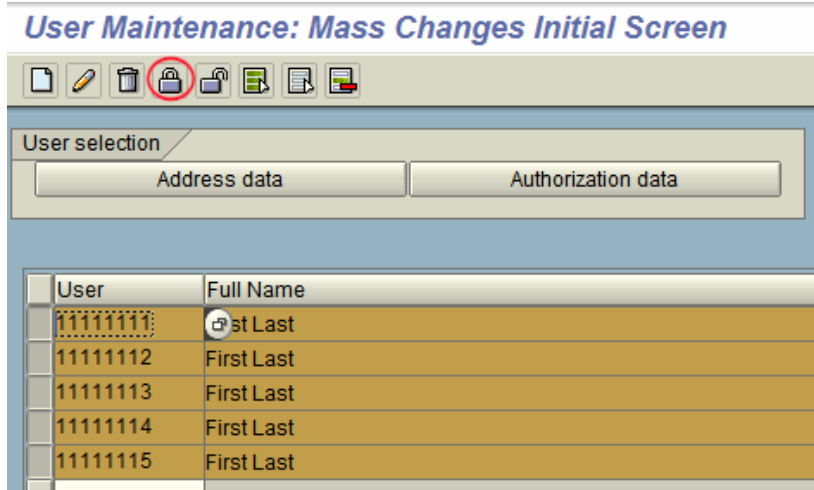 User Maintenance: Mass Changes Initial Screen
User selection
Address data Authorization data
User Full Name
11111111 st Last
11111112 First Last
11111113 First Last
11111114 First Last
11111115 First Last